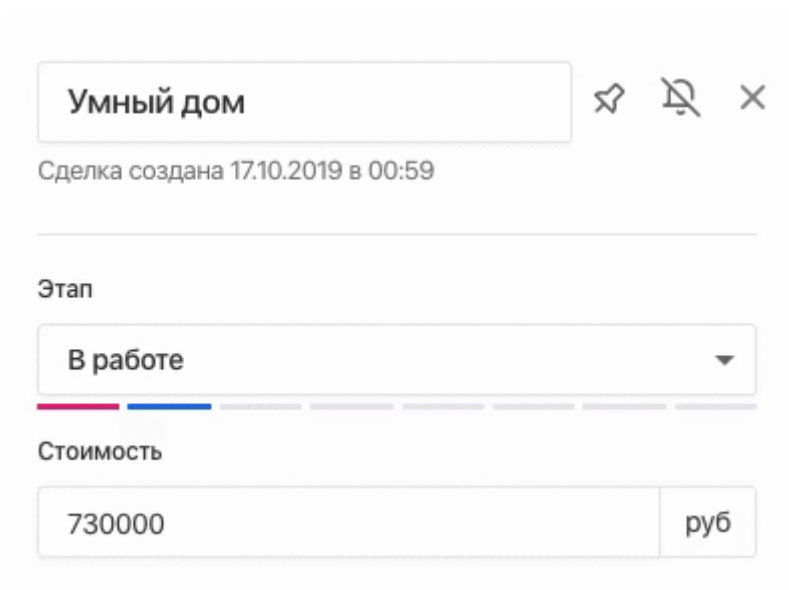 Умный дом
Сделка создана 17.10.2019 в 00:59
Этап
В работе
Стоимость
730000 руб